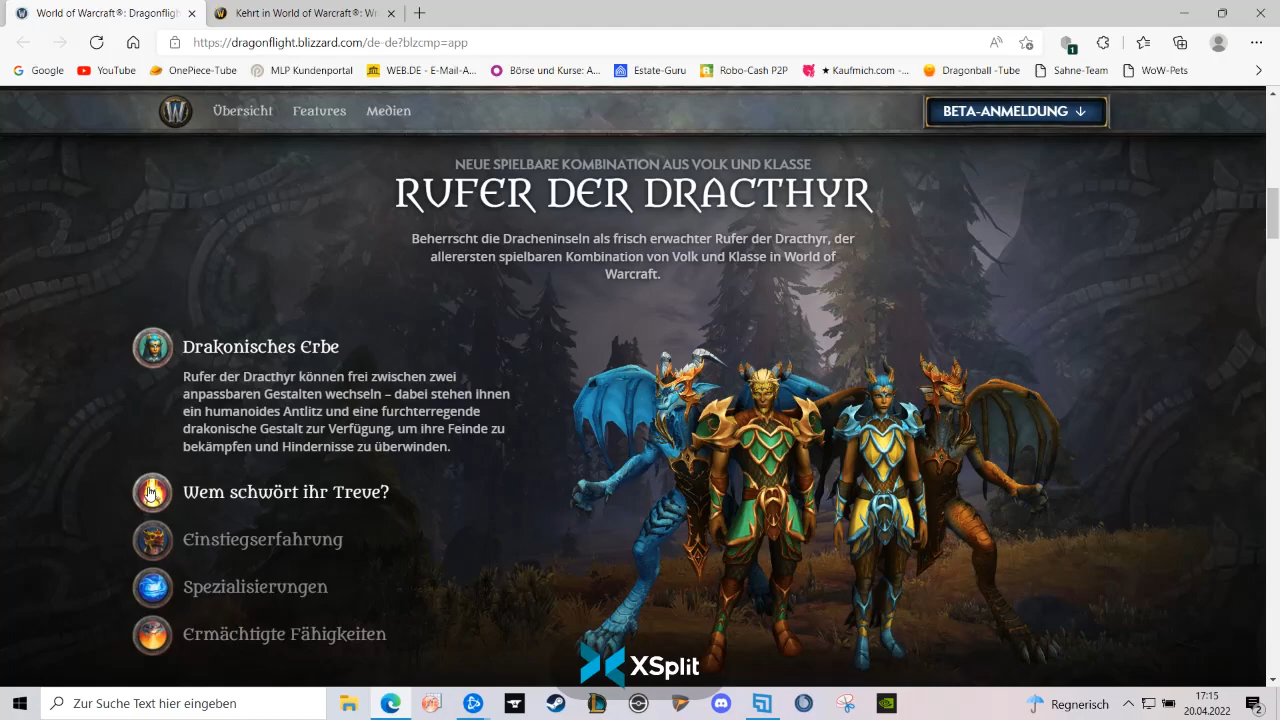 World of Warcraft®: Dragonflig
Kehrt in World of Warcraft®: We
https://dragonflight.blizzard.com/de-de?blzcmp=app
Google
YouTube
OnePiece-Tube
MLP Kundenportal
WEB.DE - E-Mail-A...
Börse und Kurse: A...
Estate-Guru
Robo-Cash P2P
★ Kaufmich.com -...
Dragonball -Tube
Sahne-Team
WoW-Pets
Übersicht
Features
Medien
BETA-ANMELDUNG
NEUE SPIELBARE KOMBINATION AUS VOLK UND KLASSE
RUFER DER DRACTHYR
Beherrscht die Dracheninseln als frisch erwachter Rufer der Dracthyr, der
allerersten spielbaren Kombination von Volk und Klasse in World of
Warcraft.
Drakonisches Erbe
Rufer der Dracthyr können frei zwischen zwei
anpassbaren Gestalten wechseln – dabei stehen ihnen
ein humanoides Antlitz und eine furchterregende
drakonische Gestalt zur Verfügung, um ihre Feinde zu
bekämpfen und Hindernisse zu überwinden.
Wem schwört ihr Treue?
Einstiegserfahrung
Spezialisierungen
Ermächtigte Fähigkeiten
XSplit
Zur Suche Text hier eingeben
Regnerisch
17:15
20.04.2022
2